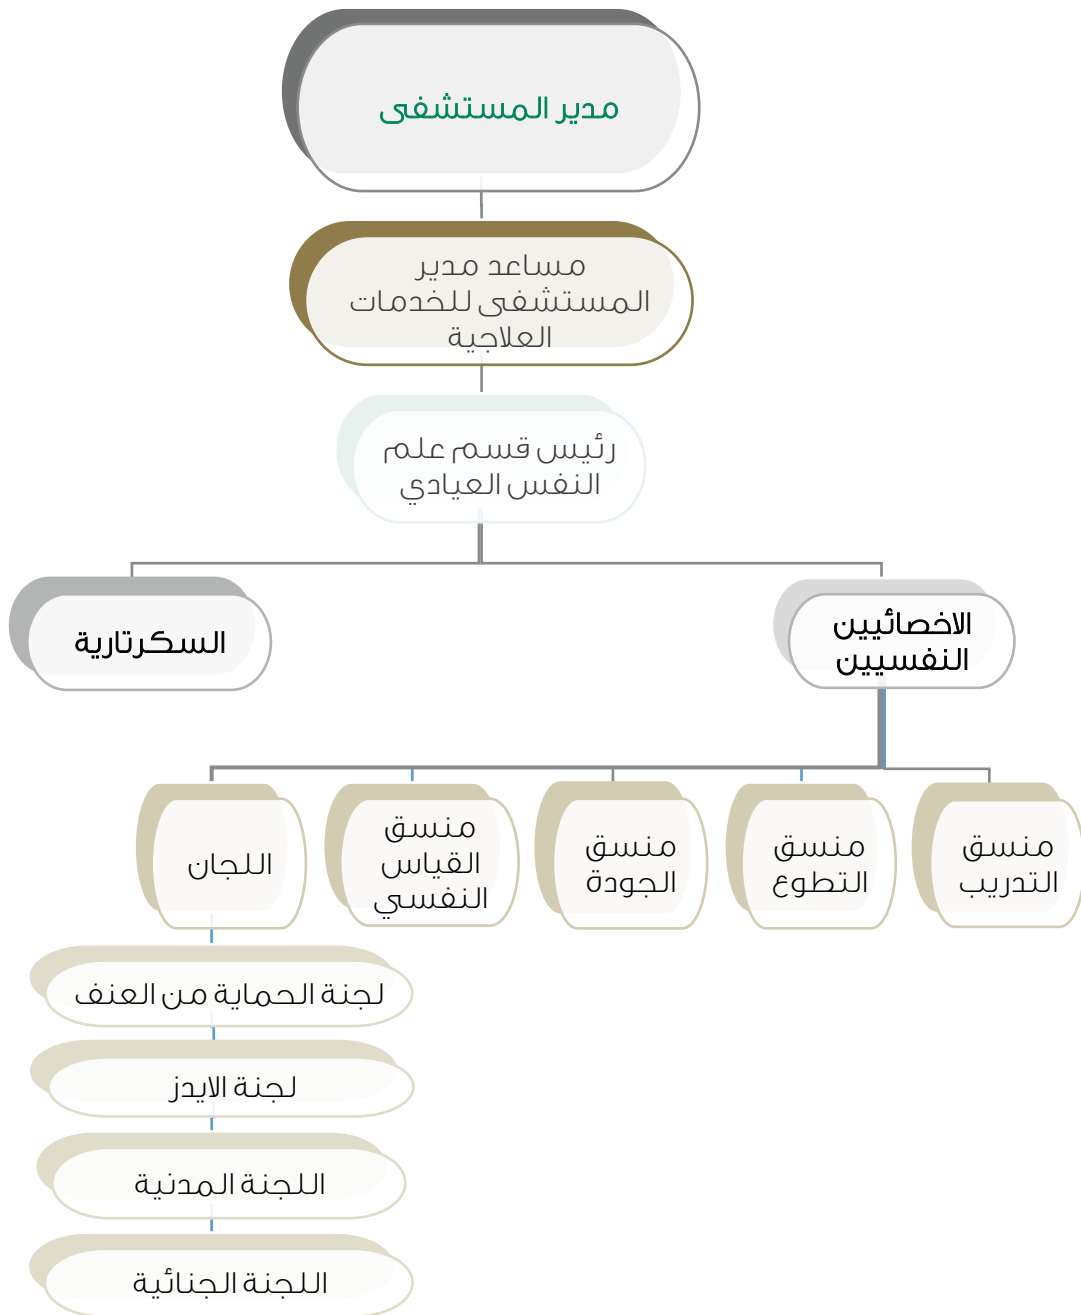 مدير المستشفى
مساعد مدير
المستشفى للخدمات
العلاجية
رئيس قسم علم
النفس العيادي
الاخصائيين
النفسيين
السكرتارية
منسق
التدريب
منسق
التطوع
منسق
الجودة
منسق
القياس
النفسي
اللجان
لجنة الحماية من العنف
لجنة الايدز
اللجنة المدنية
اللجنة الجنائية